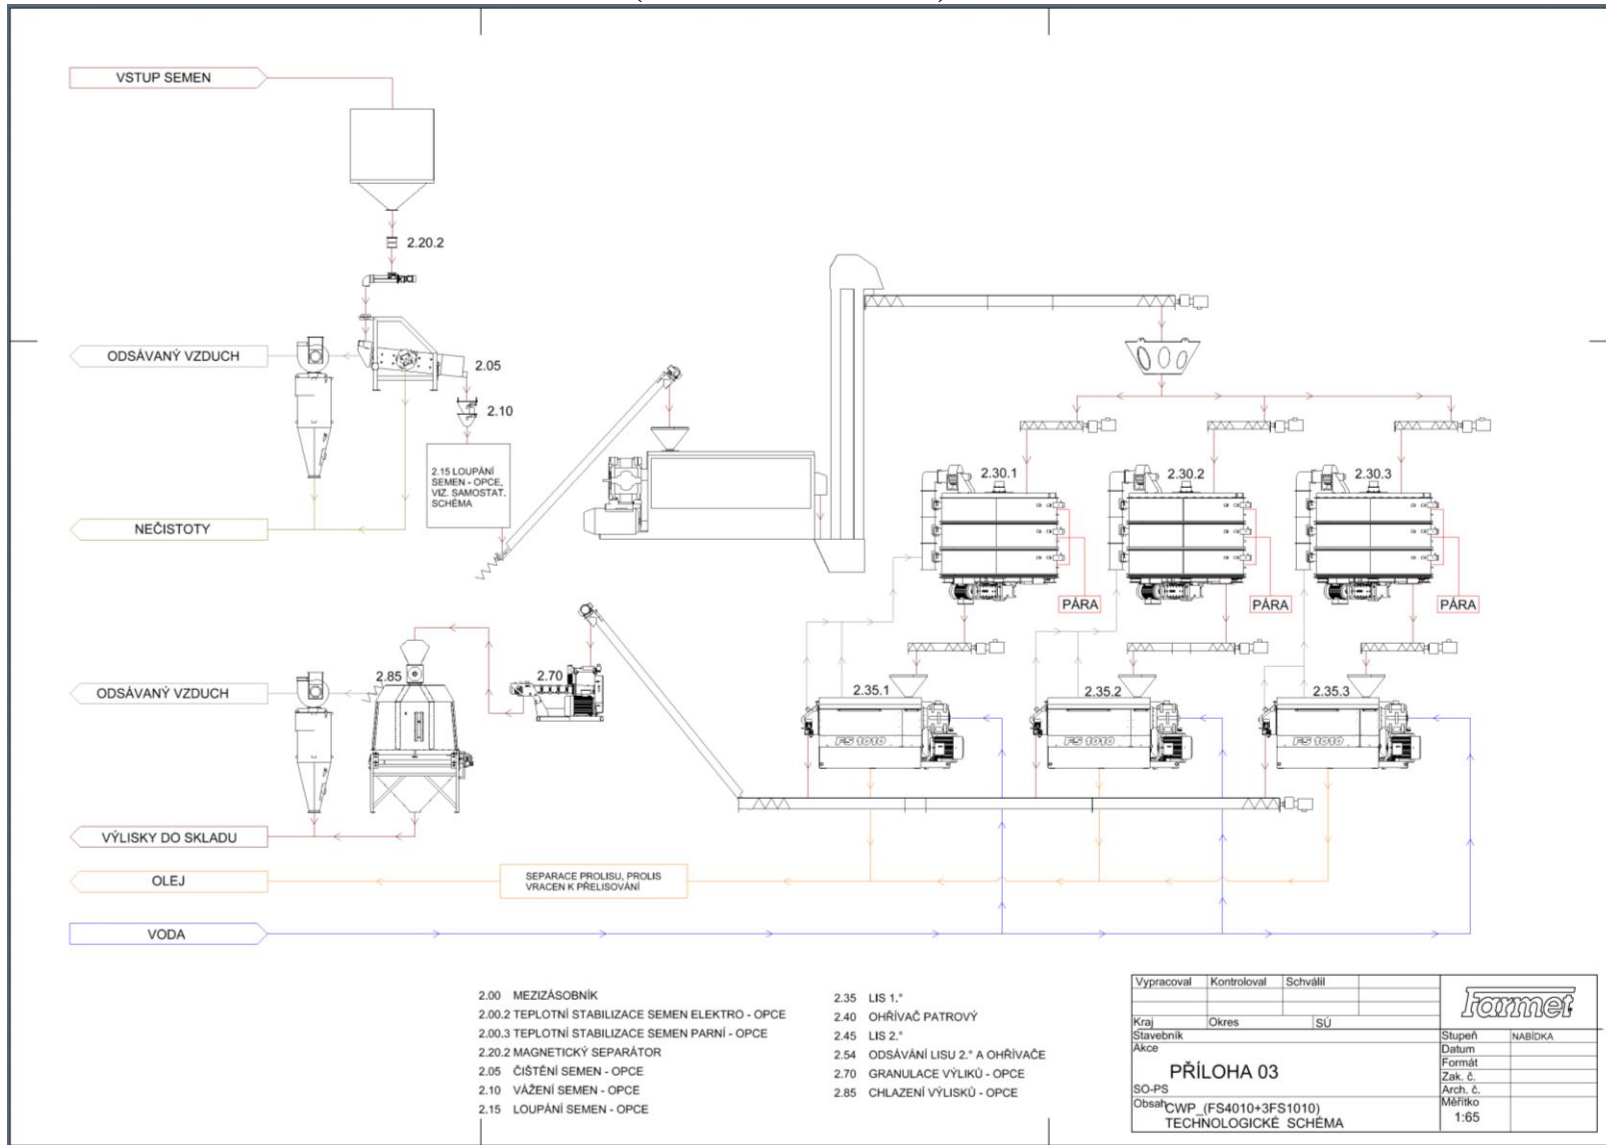 VSTUP SEMEN
2.20.2
ODSÁVANÝ VZDUCH
2.05
2.10
2.15 LOUPÁNÍ
SEMEN - OPCE,
VIZ. SAMOSTAT.
SCHÉMA
NEČISTOTY
2.30.1
2.30.2
2.30.3
PÁRA
PÁRA
PÁRA
2.85
2.70
ODSÁVANÝ VZDUCH
2.35.1
2.35.2
2.35.3
FS 1010
FS 1010
FS 1010
VÝLISKY DO SKLADU
OLEJ
SEPARACE PROLISU, PROLIS
VRACEN K PŘELISOVÁNÍ
VODA
2.00 MEZIZÁSOBNÍK
2.00.2 TEPLOTNÍ STABILIZACE SEMEN ELEKTRO - OPCE
2.00.3 TEPLOTNÍ STABILIZACE SEMEN PARNÍ - OPCE
2.20.2 MAGNETICKÝ SEPARÁTOR
2.05 ČIŠTĚNÍ SEMEN - OPCE
2.10 VÁŽENÍ SEMEN - OPCE
2.15 LOUPÁNÍ SEMEN - OPCE
2.35 LIS 1.°
2.40 OHŘÍVAČ PATROVÝ
2.45 LIS 2.°
2.54 ODSÁVÁNÍ LISU 2.° A OHŘÍVAČE
2.70 GRANULACE VÝLIKŮ - OPCE
2.85 CHLAZENÍ VÝLISKŮ - OPCE
Vypracoval Kontroloval Schválil
Farmet
Kraj Okres SÚ
Stavebník
Akce
PŘÍLOHA 03
SO-PS
Obsah CWP_(FS4010+3FS1010)
TECHNOLOGICKÉ SCHÉMA
Stupeň NABÍDKA
Datum
Formát
Zak. č.
Arch. č.
Měřítko
1:65